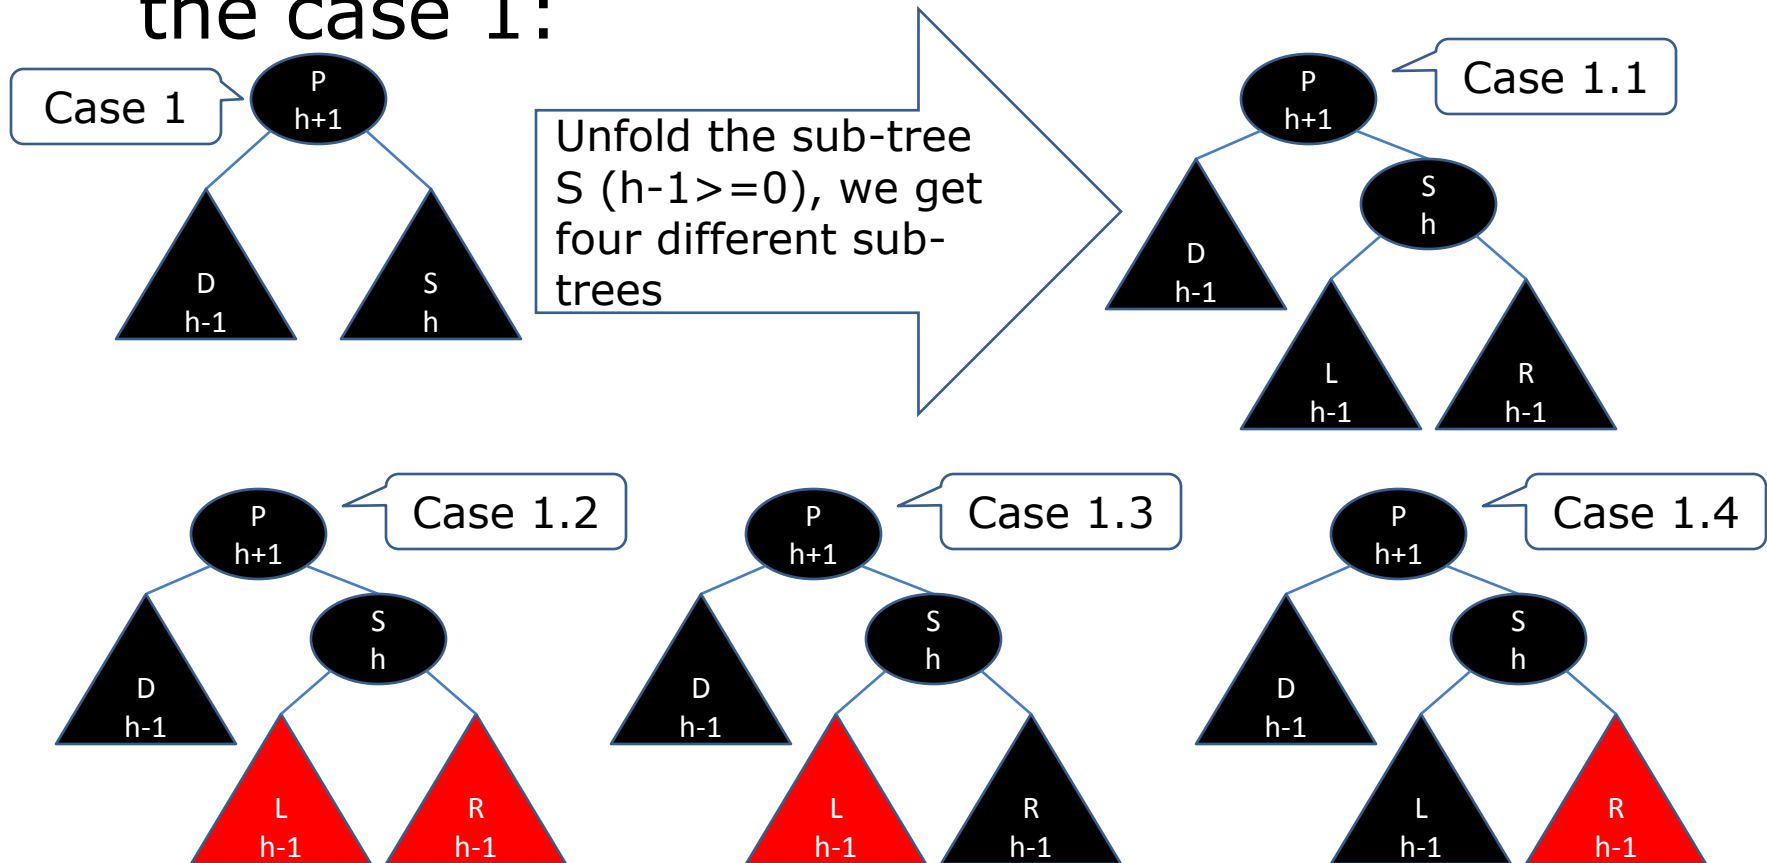 the case 1:
Case 1
P
h+1
D
h-1
S
h
Unfold the sub-tree
S (h-1>=0), we get
four different sub-
trees
Case 1.1
P
h+1
D
h-1
S
h
L
h-1
R
h-1
Case 1.2
P
h+1
D
h-1
S
h
L
h-1
R
h-1
Case 1.3
P
h+1
D
h-1
S
h
L
h-1
R
h-1
Case 1.4
P
h+1
D
h-1
S
h
L
h-1
R
h-1